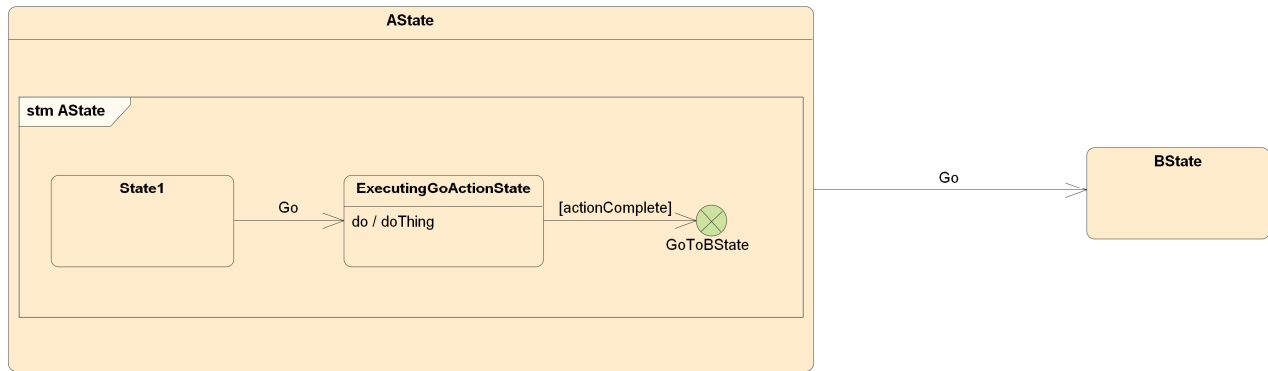 AState
stm AState
State1
Go
ExecutingGoActionState
do / doThing
[actionComplete]
GoToBState
Go
BState